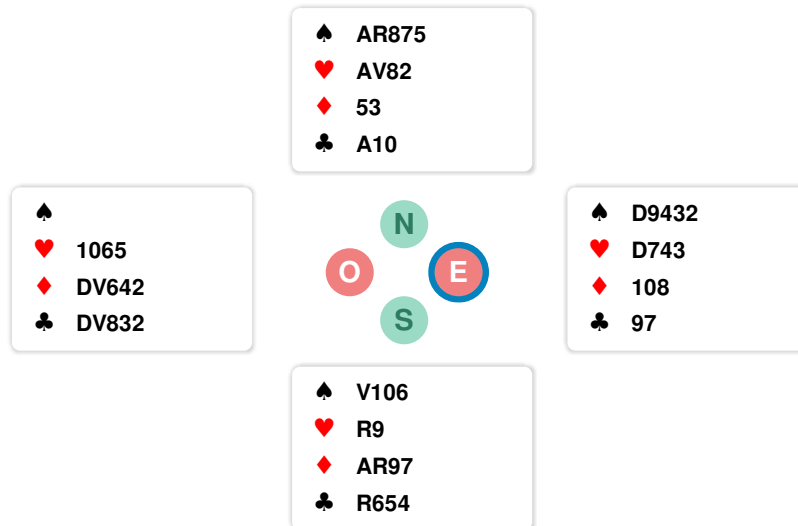 ♠ AR875
♥ AV82
♦ 53
♣ A10
♠
♥ 1065
♦ DV642
♣ DV832
N
O E
S
♠ D9432
♥ D743
♦ 108
♣ 97
♠ V106
♥ R9
♦ AR97
♣ R654